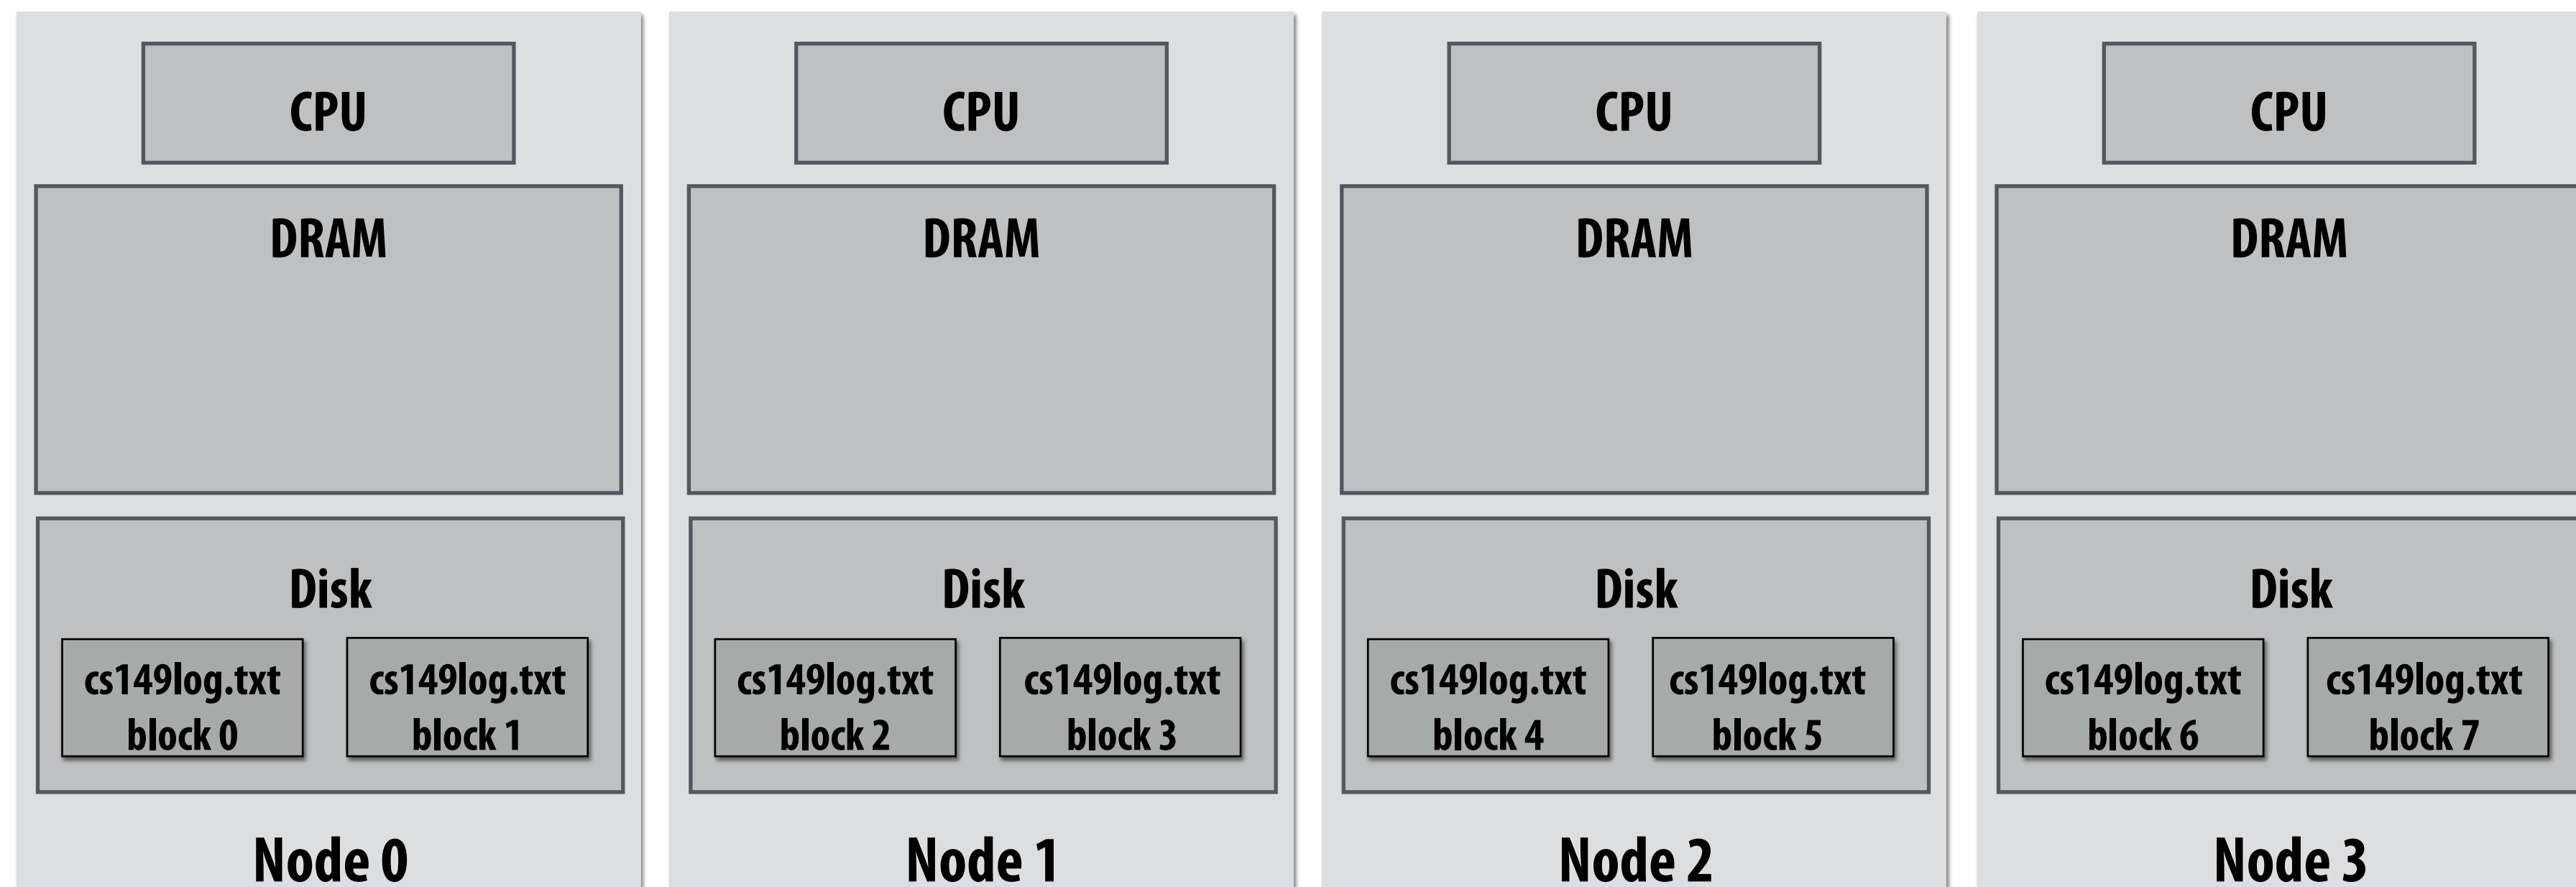 CPU
DRAM
Disk
cs149log.txt
block 0
cs149log.txt
block 1
Node 0
CPU
DRAM
Disk
cs149log.txt
block 2
cs149log.txt
block 3
Node 1
CPU
DRAM
Disk
cs149log.txt
block 4
cs149log.txt
block 5
Node 2
CPU
DRAM
Disk
cs149log.txt
block 6
cs149log.txt
block 7
Node 3